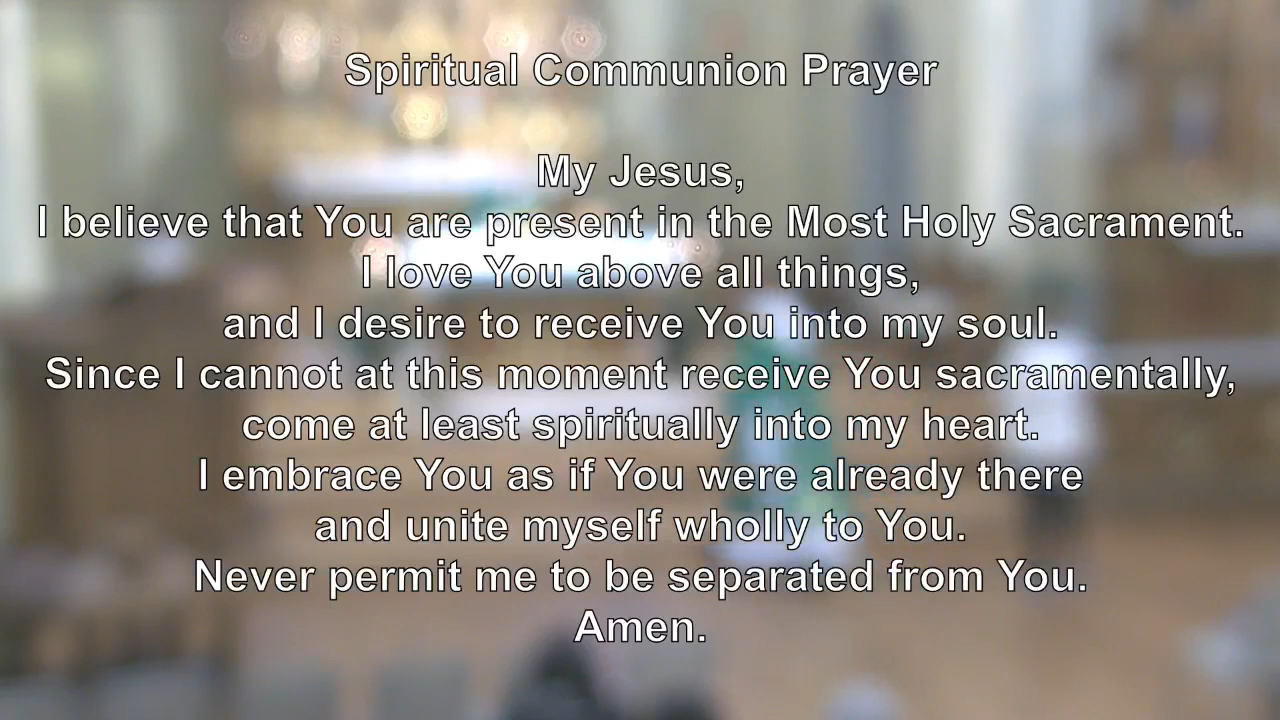 Spiritual Communion Prayer
My Jesus,
I believe that You are present in the Most Holy Sacrament.
I love You above all things,
and I desire to receive You into my soul.
Since I cannot at this moment receive You sacramentally,
come at least spiritually into my heart.
I embrace You as if You were already there
and unite myself wholly to You.
Never permit me to be separated from You.
Amen.